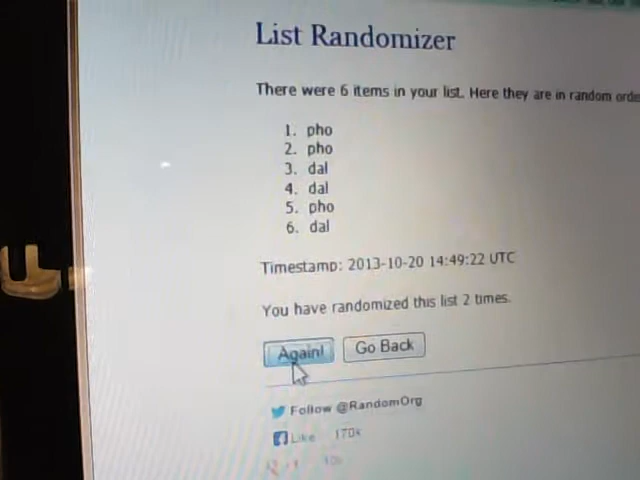 List Randomizer
There were 6 items in your list. Here they are in random orde
1. pho
2. pho
3. dal
4. dal
5. pho
6. dal
Timestamp: 2013-10-20 14:49:22 UTC
You have randomized this list 2 times.
Again! Go Back
Follow @RandomOrg
Like 170k